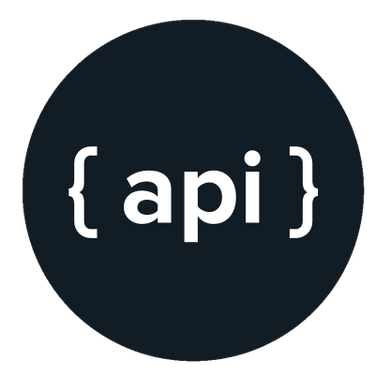 { api }